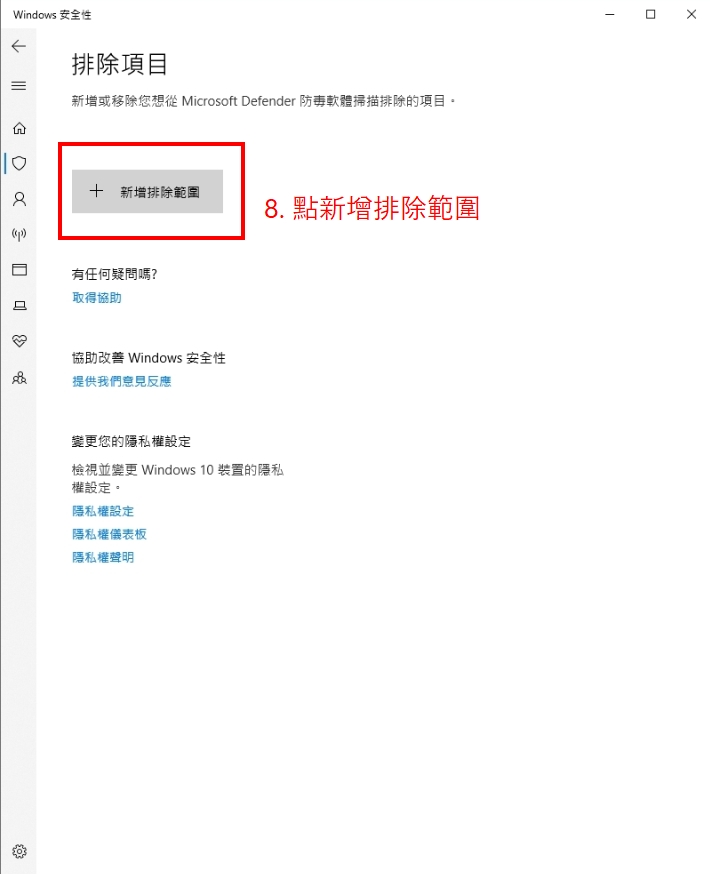 Windows 安全性
排除項目
新增或移除您想從 Microsoft Defender 防毒軟體掃描排除的項目。
新增排除範圍
8. 點新增排除範圍
有任何疑問嗎?
取得協助
協助改善 Windows 安全性
提供我們意見反應
變更您的隱私權設定
檢視並變更 Windows 10 裝置的隱私
權設定。
隱私權設定
隱私權儀表板
隱私權聲明